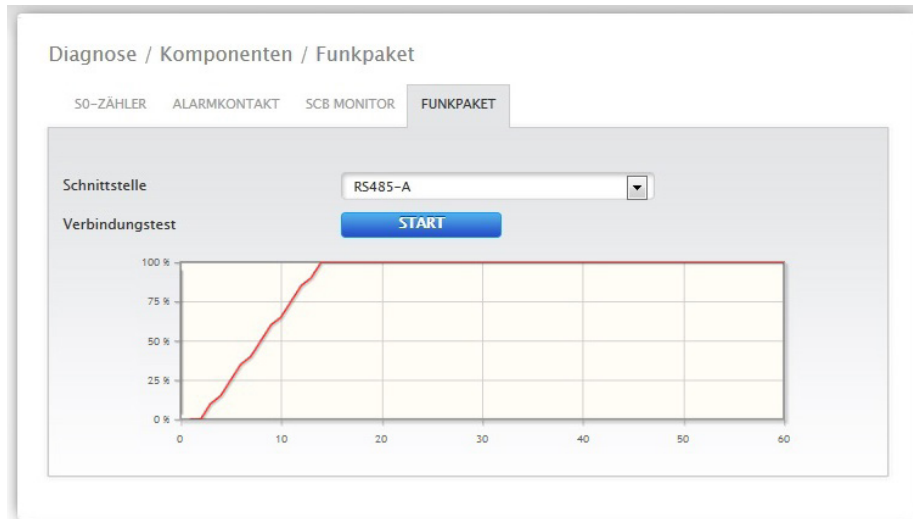 Diagnose / Komponenten / Funkpaket
S0-ZÄHLER ALARMKONTAKT SCB MONITOR FUNKPAKET
Schnittstelle RS485-A
Verbindungstest START
100 %
75 %
50 %
25 %
0 %
0 10 20 30 40 50 60